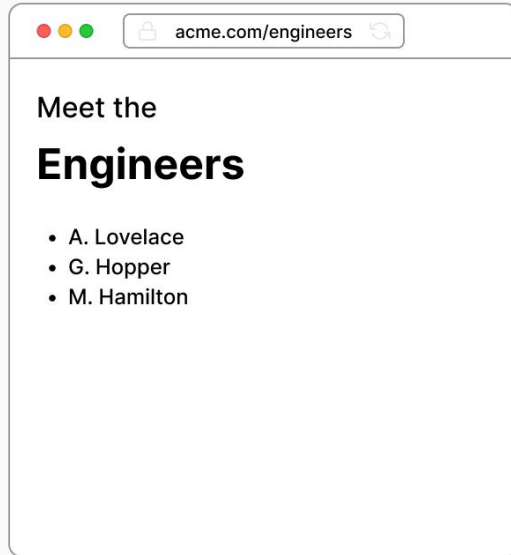 acme.com/engineers
Meet the
Engineers
• A. Lovelace
• G. Hopper
• M. Hamilton